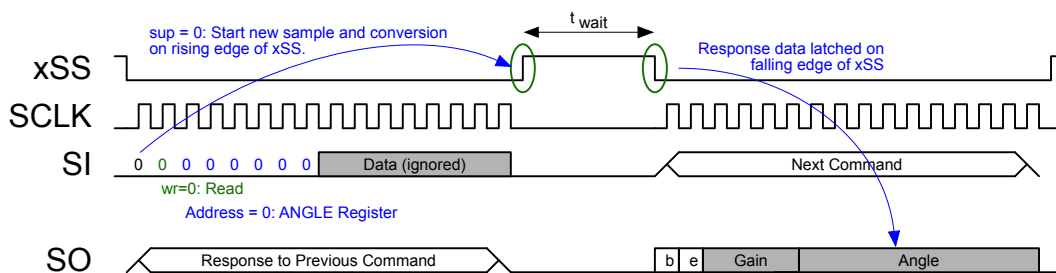 sup = 0: Start new sample and conversion
on rising edge of xSS.
t wait
Response data latched on
falling edge of xSS
xSS
SCLK
SI
0 0 0 0 0 0 0 0
Data (ignored)
Next Command
wr=0: Read
Address = 0: ANGLE Register
SO
Response to Previous Command
b
e
Gain
Angle